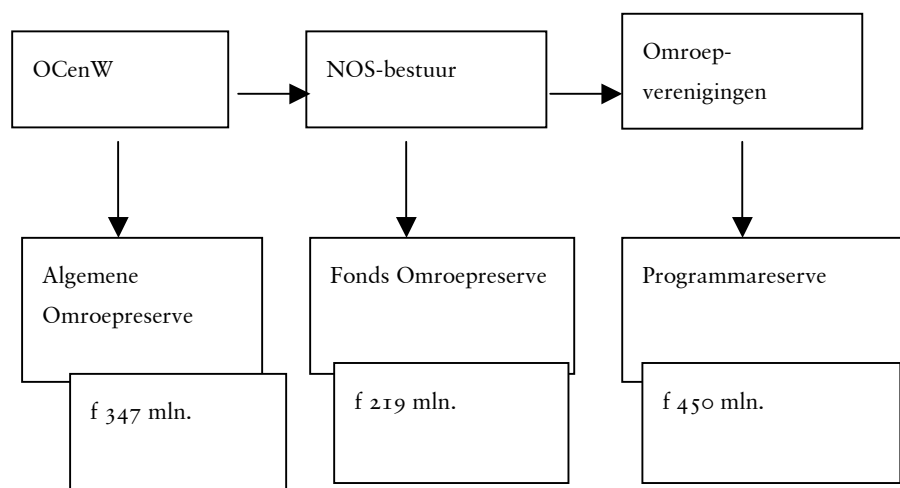 OCenW
NOS-bestuur
Omroep-
verenigingen
Algemene
Omroepreserve
Fonds Omroepreserve
Programmareserve
f 347 mln.
f 219 mln.
f 450 mln.